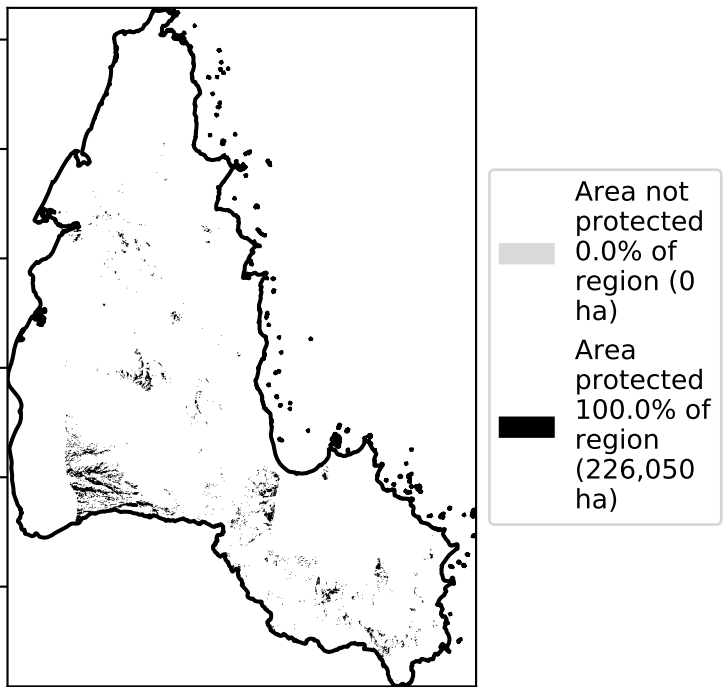 Area not
protected
0.0% of
region (0
ha)
Area
protected
100.0% of
region
(226,050
ha)